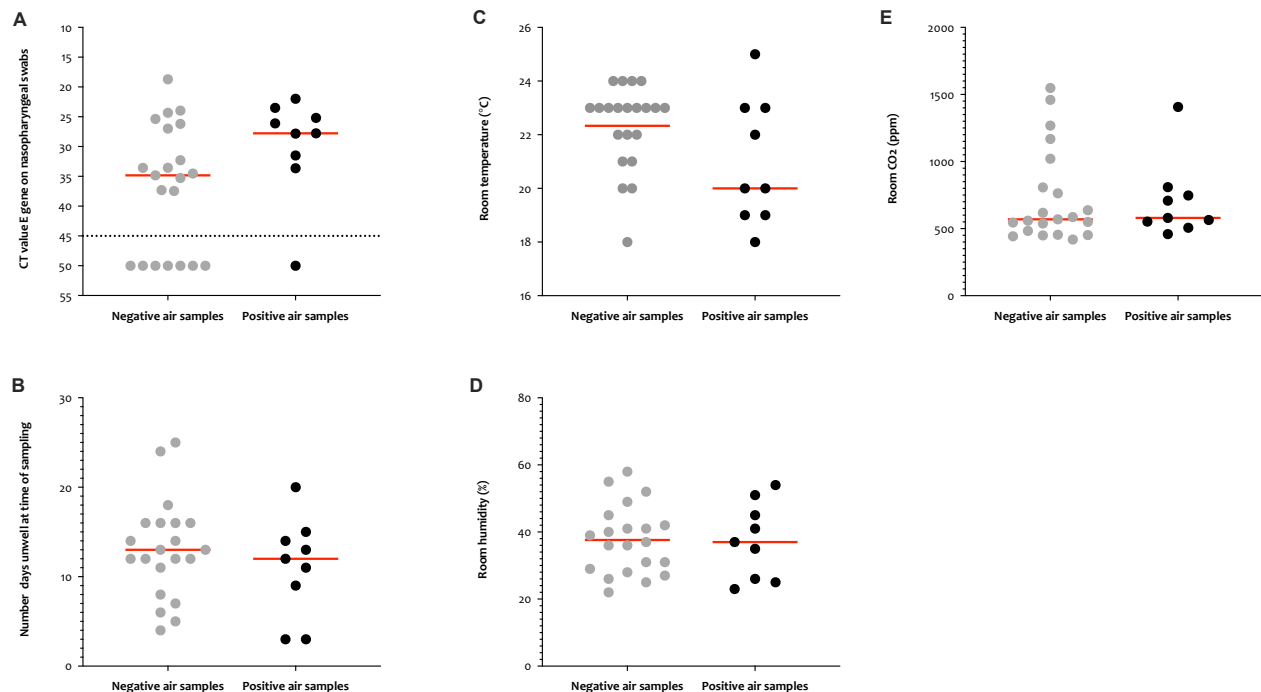 A
CT value E gene on nasopharyngeal swabs
10
15
20
25
30
35
40
45
50
55
Negative air samples
Positive air samples
C
Room temperature (°C)
26
24
22
20
18
16
Negative air samples
Positive air samples
E
Room CO2 (ppm)
2000
1500
1000
500
0
Negative air samples
Positive air samples
B
Number days unwell at time of sampling
30
20
10
0
Negative air samples
Positive air samples
D
Room humidity (%)
80
60
40
20
0
Negative air samples
Positive air samples